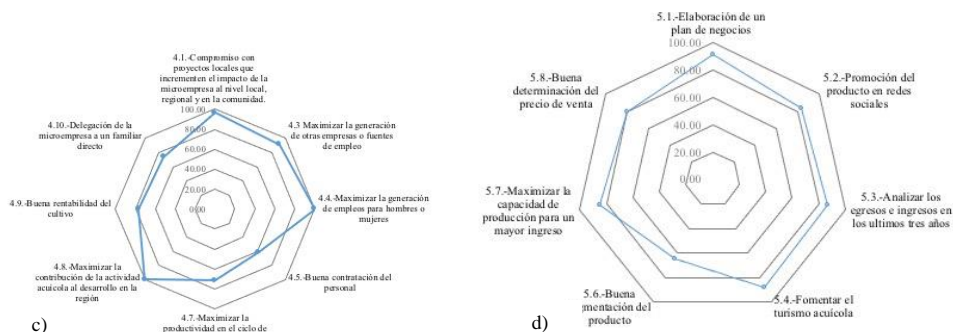 4.1.-Compromiso con
proyectos locales que
incrementen el impacto de la
microempresa al nivel local,
regional y en la comunidad.
100.00
80.00
60.00
40.00
20.00
0.00
4.3 Maximizar la generación
de otras empresas o fuentes
de empleo
4.4.-Maximizar la generación
de empleos para hombres o
mujeres
4.5.-Buena contratación del
personal
4.7.-Maximizar la
productividad en el ciclo de
4.8.-Maximizar la
contribución de la actividad
acuícola al desarrollo en la
región
4.9.-Buena rentabilidad del
cultivo
4.10.-Delegación de la
microempresa a un familiar
directo
c)
5.1.-Elaboración de un
plan de negocios
100.00
80.00
60.00
40.00
20.00
0.00
5.2.-Promoción del
producto en redes
sociales
5.3.-Analizar los
egresos e ingresos en
los ultimos tres años
5.4.-Fomentar el
turismo acuícola
5.6.-Buena
gmentación del
producto
5.7.-Maximizar la
capacidad de
producción para un
mayor ingreso
5.8.-Buena
determinación del
precio de venta
d)